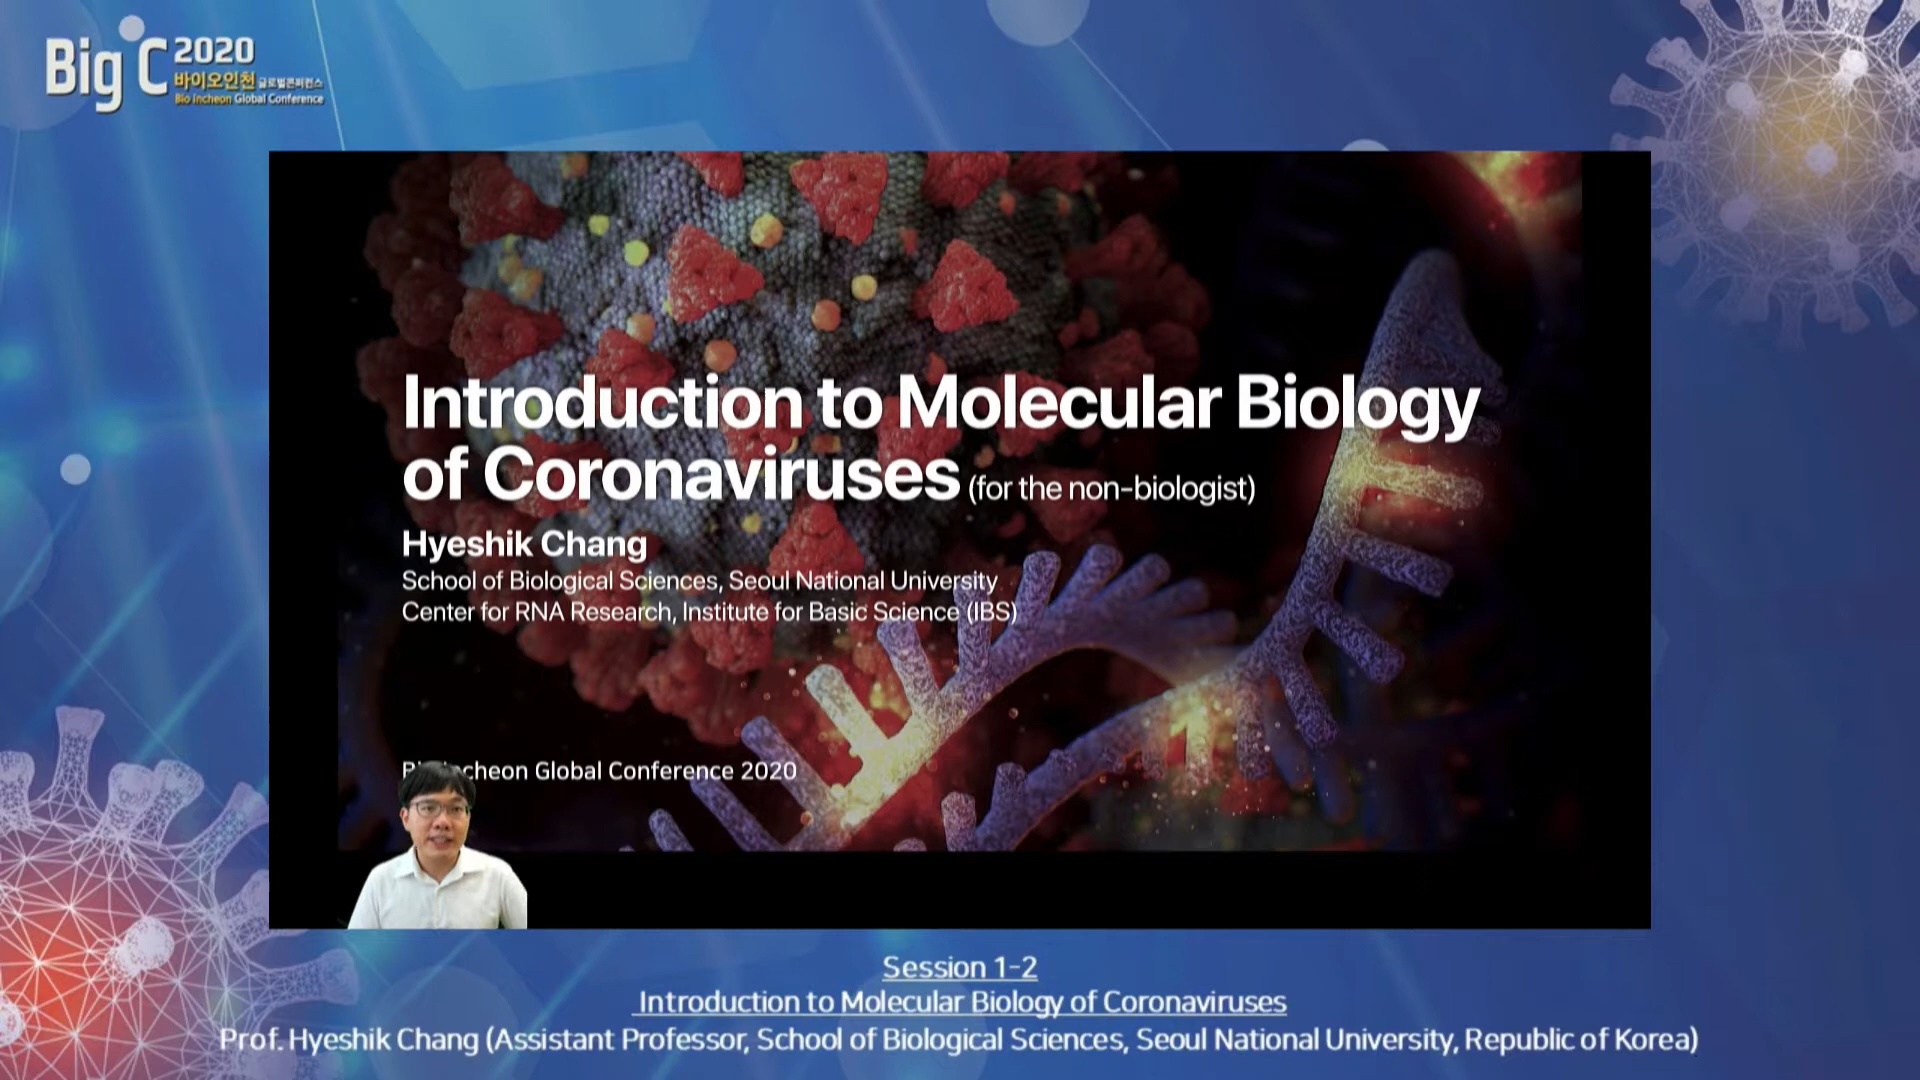 Big C 2020
바이오인천 글로벌콘퍼런스
Bio Incheon Global Conference
Introduction to Molecular Biology
of Coronaviruses (for the non-biologist)
Hyeshik Chang
School of Biological Sciences, Seoul National University
Center for RNA Research, Institute for Basic Science (IBS)
Global Conference 2020
Session 1-2
Introduction to Molecular Biology of Coronaviruses
Prof. Hyeshik Chang (Assistant Professor, School of Biological Sciences, Seoul National University, Republic of Korea)